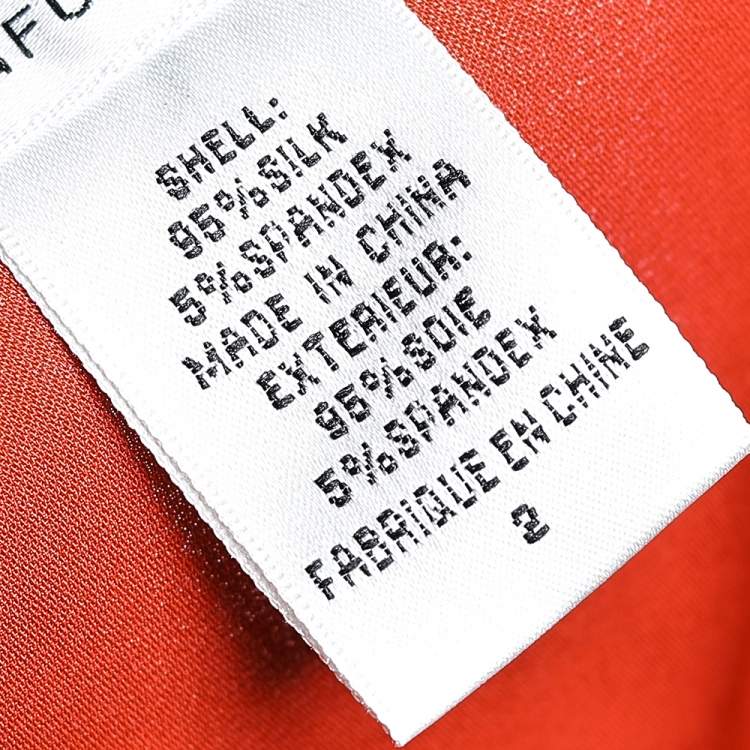 SHELL:
95%SILK
5%SPANDEX
MADE IN CHINA
EXTERIEUR:
95%SOIE
5%SPANDEX
FABRIQUE EN CHINE
2